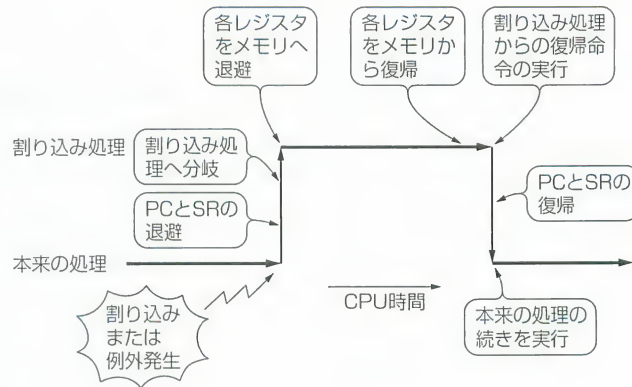 各レジスタ
をメモリへ
退避
各レジスタ
をメモリか
ら復帰
割り込み処理
からの復帰命
令の実行
割り込み処理
割り込み処
理へ分岐
PCとSRの
退避
PCとSRの
復帰
本来の処理
割り込み
または
例外発生
CPU時間
本来の処理の
続きを実行